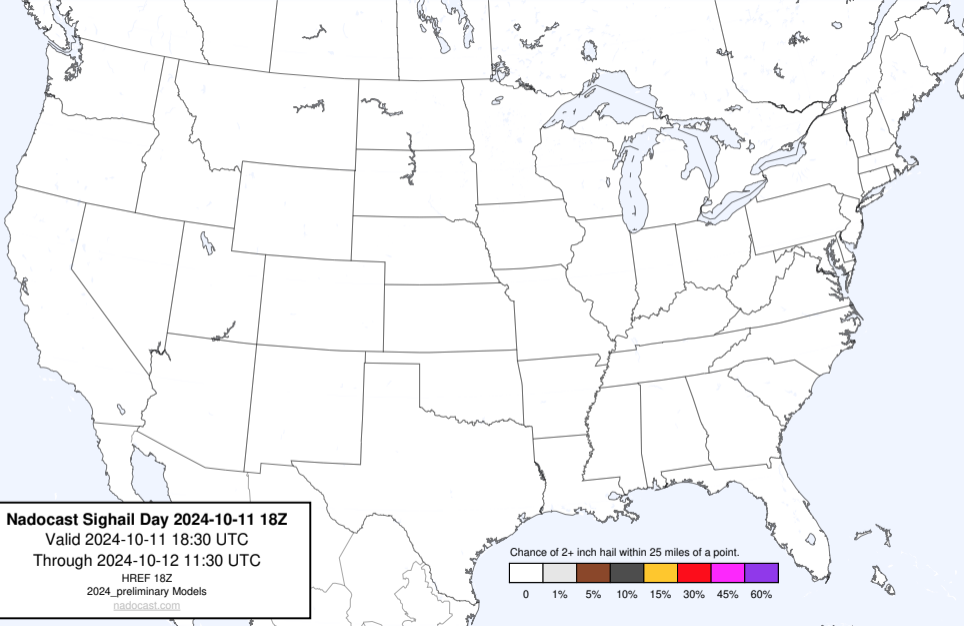 Nadocast Sighail Day 2024-10-11 18Z
Valid 2024-10-11 18:30 UTC
Through 2024-10-12 11:30 UTC
HREF 18Z
2024_preliminary Models
nadocast.com
Chance of 2+ inch hail within 25 miles of a point.
0 1% 5% 10% 15% 30% 45% 60%